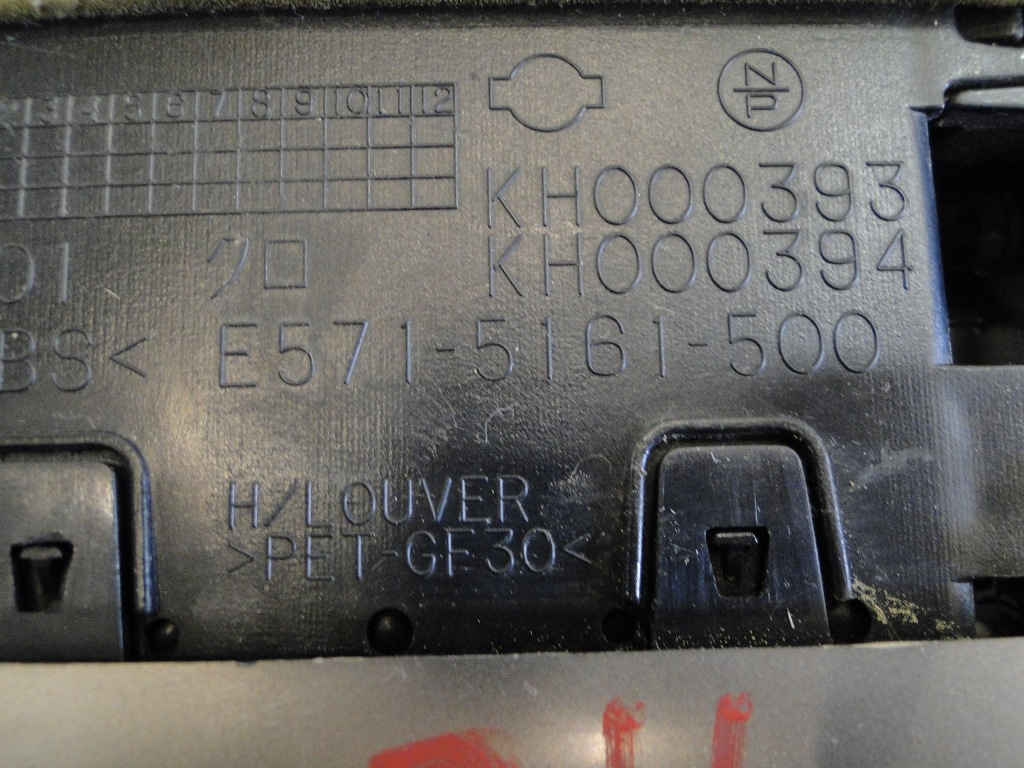 3 4 5 6 7 8 9 10 11 12
NP
KH000393
01 クロ KH000394
BS< E571-5161-500
H/LOUVER
>PET-GF30<